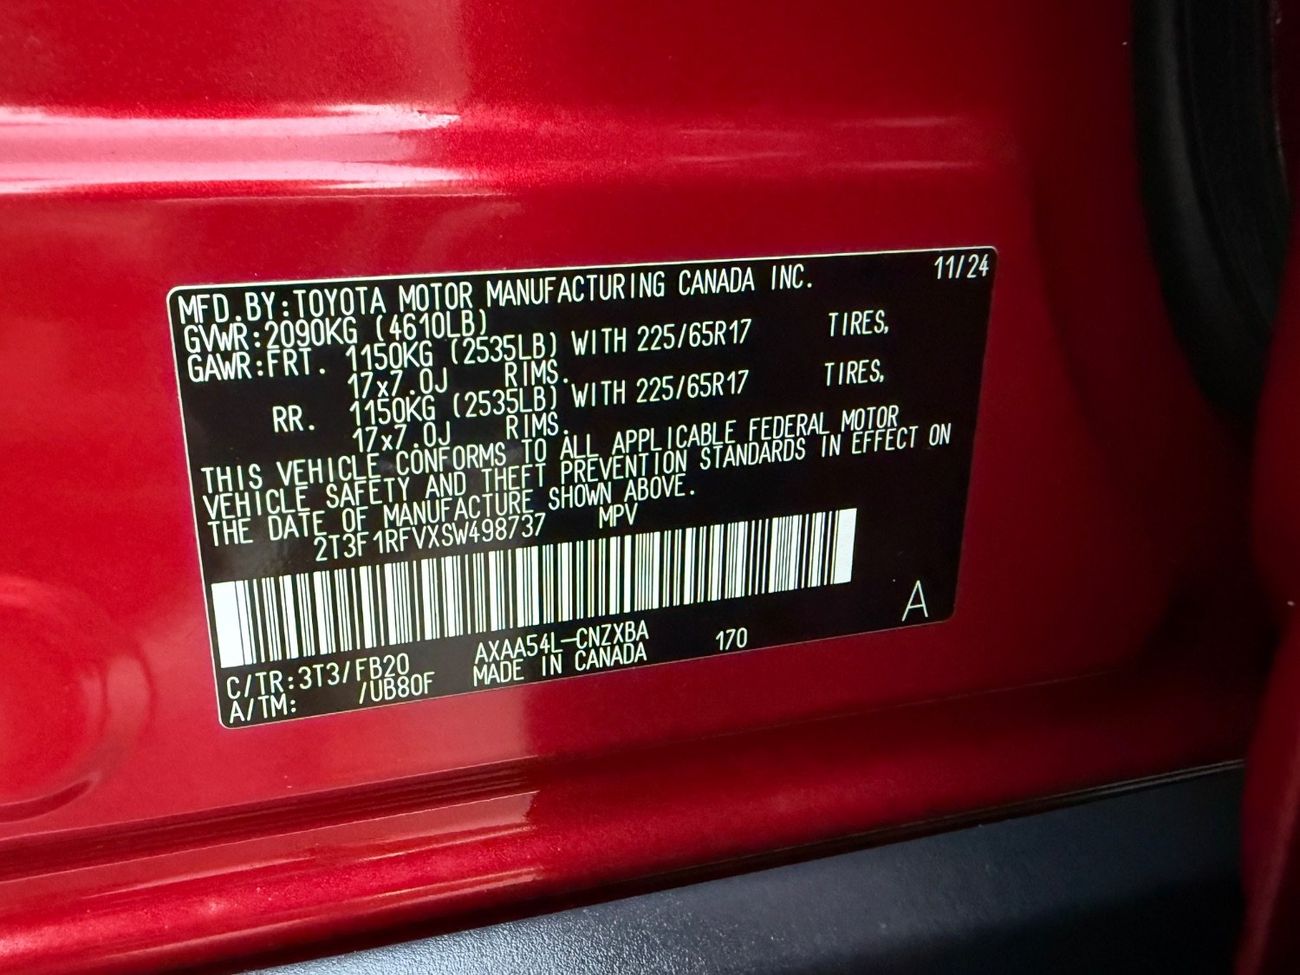 MFD.BY:TOYOTA MOTOR MANUFACTURING CANADA INC. 11/24
GVWR:2090KG (4610LB)
GAWR:FRT. 1150KG (2535LB) WITH 225/65R17 TIRES,
17x7.0J RIMS.
RR. 1150KG (2535LB) WITH 225/65R17 TIRES,
17x7.0J RIMS.
THIS VEHICLE CONFORMS TO ALL APPLICABLE FEDERAL MOTOR
VEHICLE SAFETY AND THEFT PREVENTION STANDARDS IN EFFECT ON
THE DATE OF MANUFACTURE SHOWN ABOVE.
2T3F1RFVXSW498737 MPV
A
C/TR:3T3/FB20 AXAA54L-CNZXBA 170
A/TM: /UB80F MADE IN CANADA